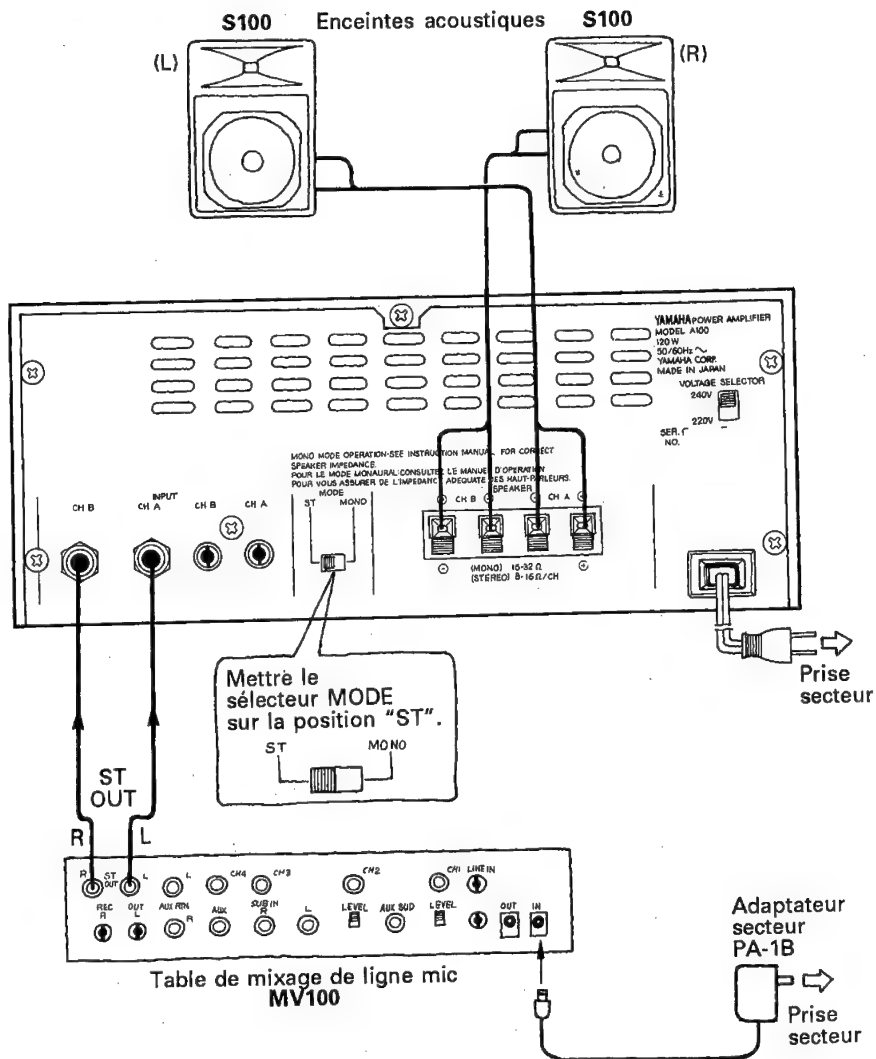 S100 Enceintes acoustiques S100
(L) (R)
YAMAHA POWER AMPLIFIER
MODEL A100
120W
50/60Hz ~
YAMAHA CORP.
MADE IN JAPAN
VOLTAGE SELECTOR
240V
220V
SER.
NO.
MONO MODE OPERATION-SEE INSTRUCTION MANUAL FOR CORRECT
SPEAKER IMPEDANCE.
POUR LE MODE MONAURAL: CONSULTEZ LE MANUEL D'OPERATION
POUR VOUS ASSURER DE L'IMPEDANCE ADEQUATE DES HAUT-PARLEURS.
MODE
ST MONO
SPEAKER
⊖ CH B ⊕ ⊖ CH A ⊕
INPUT
CH B CH A CH B CH A
⊖ (MONO) 16-32 Ω ⊕
(STEREO) 8-16 Ω/CH
Prise
secteur
Mettre le
sélecteur MODE
sur la position "ST".
ST MONO
ST
OUT
R L
R ST OUT L L CH4 CH3 CH2 CH1 LINE IN
REC OUT AUX RTN AUX SUB IN LEVEL AUX LEVEL OUT IN
R L R R L
Table de mixage de ligne mic
MV100
Adaptateur
secteur
PA-1B
Prise
secteur